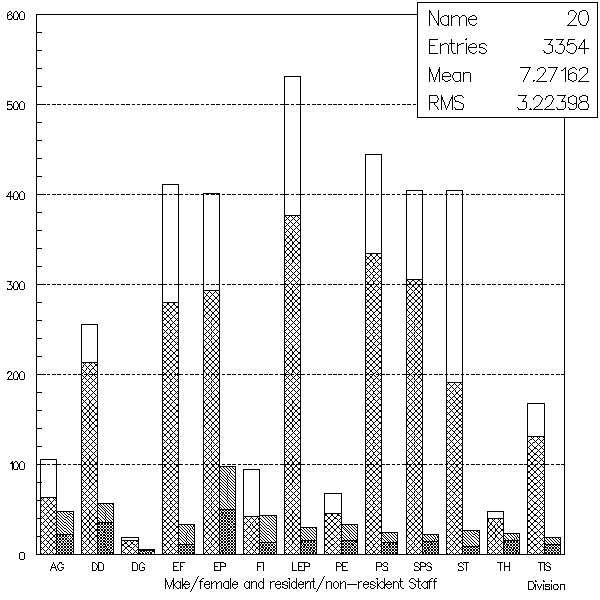 Name 20
Entries 3354
Mean 7.27162
RMS 3.22398
600
500
400
300
200
100
0
AG DD DG EF EP FI LEP PE PS SPS ST TH TIS
Male/female and resident/non-resident Staff
Division